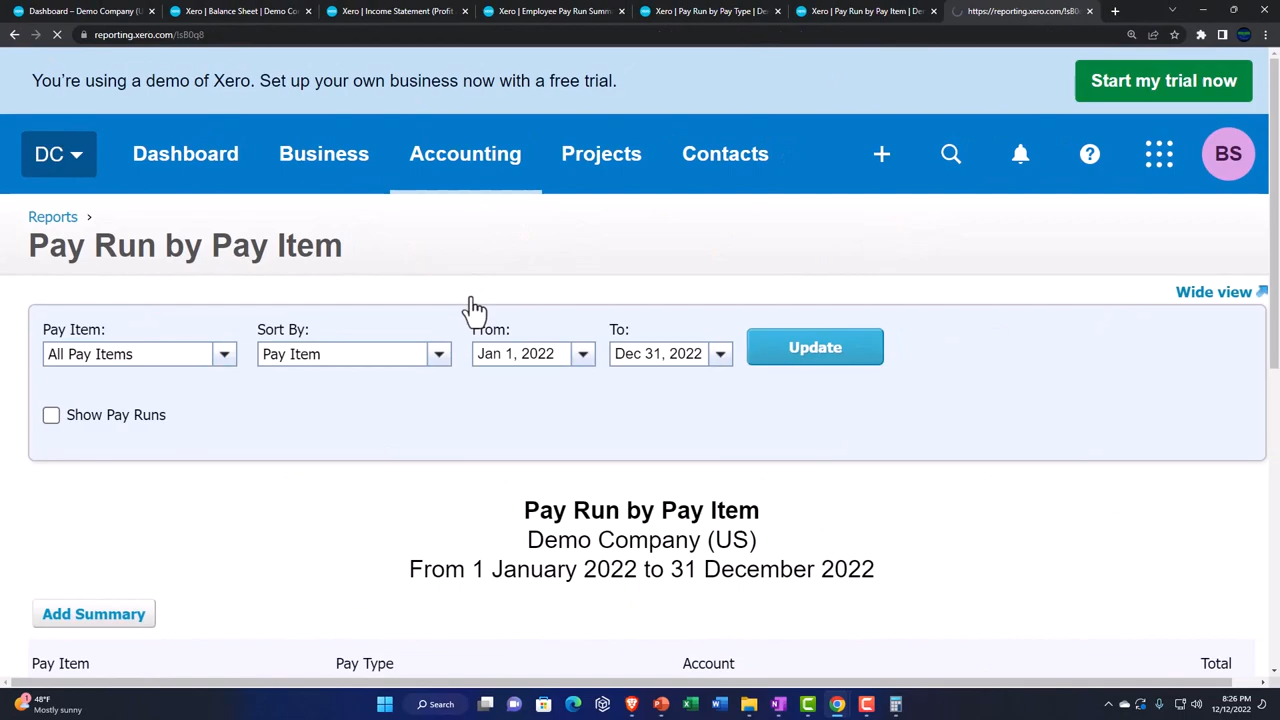 Dashboard – Demo Company (U
Xero | Balance Sheet | Demo Co
Xero | Income Statement (Profit
Xero | Employee Pay Run Summ
Xero | Pay Run by Pay Type | De
Xero | Pay Run by Pay Item | De
https://reporting.xero.com/!sB0
reporting.xero.com/!sB0q8
You're using a demo of Xero. Set up your own business now with a free trial.
Start my trial now
DC
Dashboard
Business
Accounting
Projects
Contacts
BS
Reports ›
Pay Run by Pay Item
Wide view
Pay Item:
Sort By:
From:
To:
All Pay Items
Pay Item
Jan 1, 2022
Dec 31, 2022
Update
Show Pay Runs
Pay Run by Pay Item
Demo Company (US)
From 1 January 2022 to 31 December 2022
Add Summary
Pay Item
Pay Type
Account
Total
48°F
Mostly sunny
Search
8:26 PM
12/12/2022